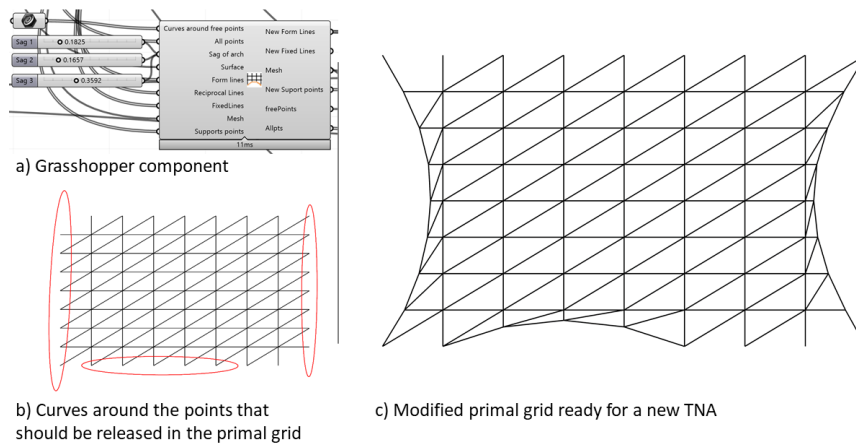 Sag 1
0.1825
Sag 2
0.1657
Sag 3
0.3592
Curves around free points
All points
Sag of arch
Surface
Form lines
Reciprocal Lines
FixedLines
Mesh
Supports points
New Form Lines
New Fixed Lines
Mesh
New Suport points
freePoints
Allpts
11ms
a) Grasshopper component
b) Curves around the points that
should be released in the primal grid
c) Modified primal grid ready for a new TNA